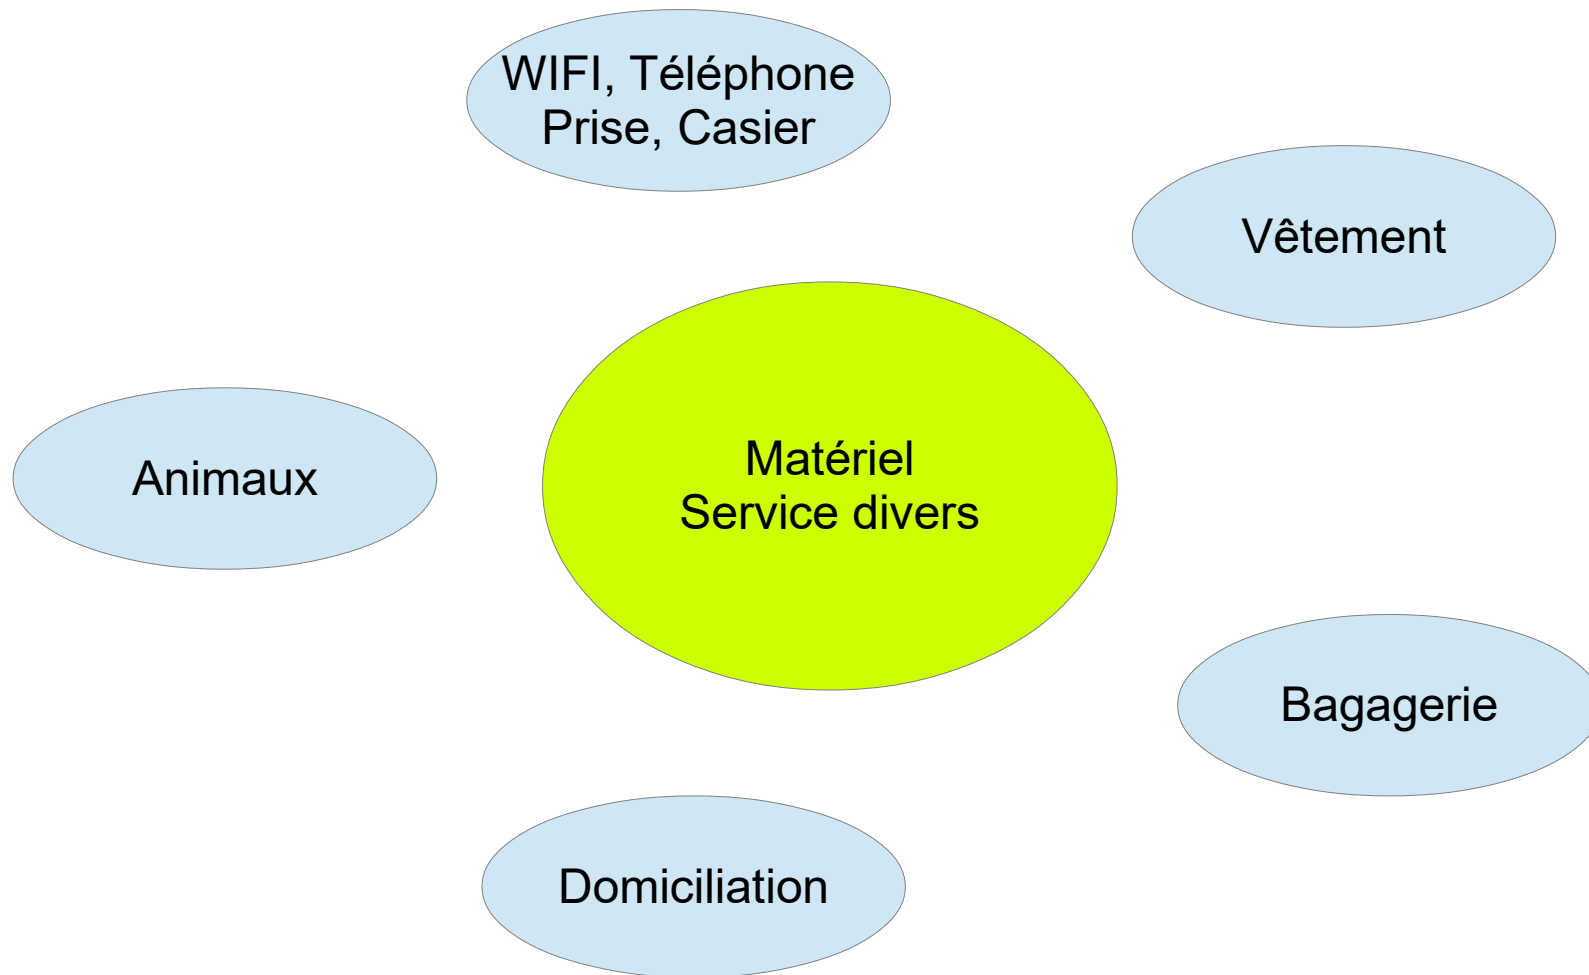 WIFI, Téléphone
Prise, Casier
Vêtement
Animaux
Matériel
Service divers
Bagagerie
Domiciliation